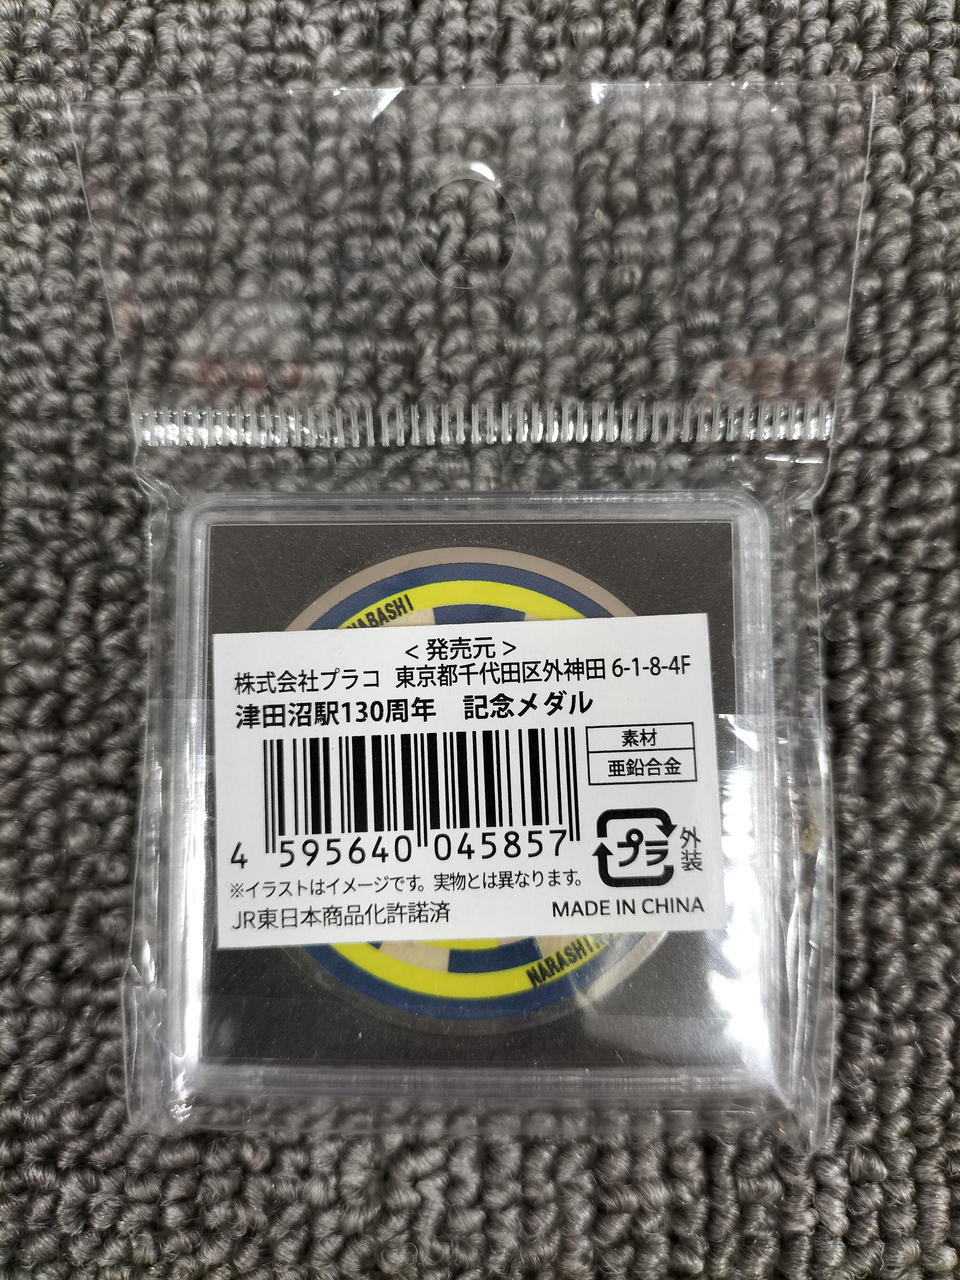 < 発売元 >
株式会社プラコ 東京都千代田区外神田 6-1-8-4F
津田沼駅130周年 記念メダル
素材
亜鉛合金
4 595640 045857
プラ 外装
※イラストはイメージです。実物とは異なります。
JR東日本商品化許諾済
MADE IN CHINA